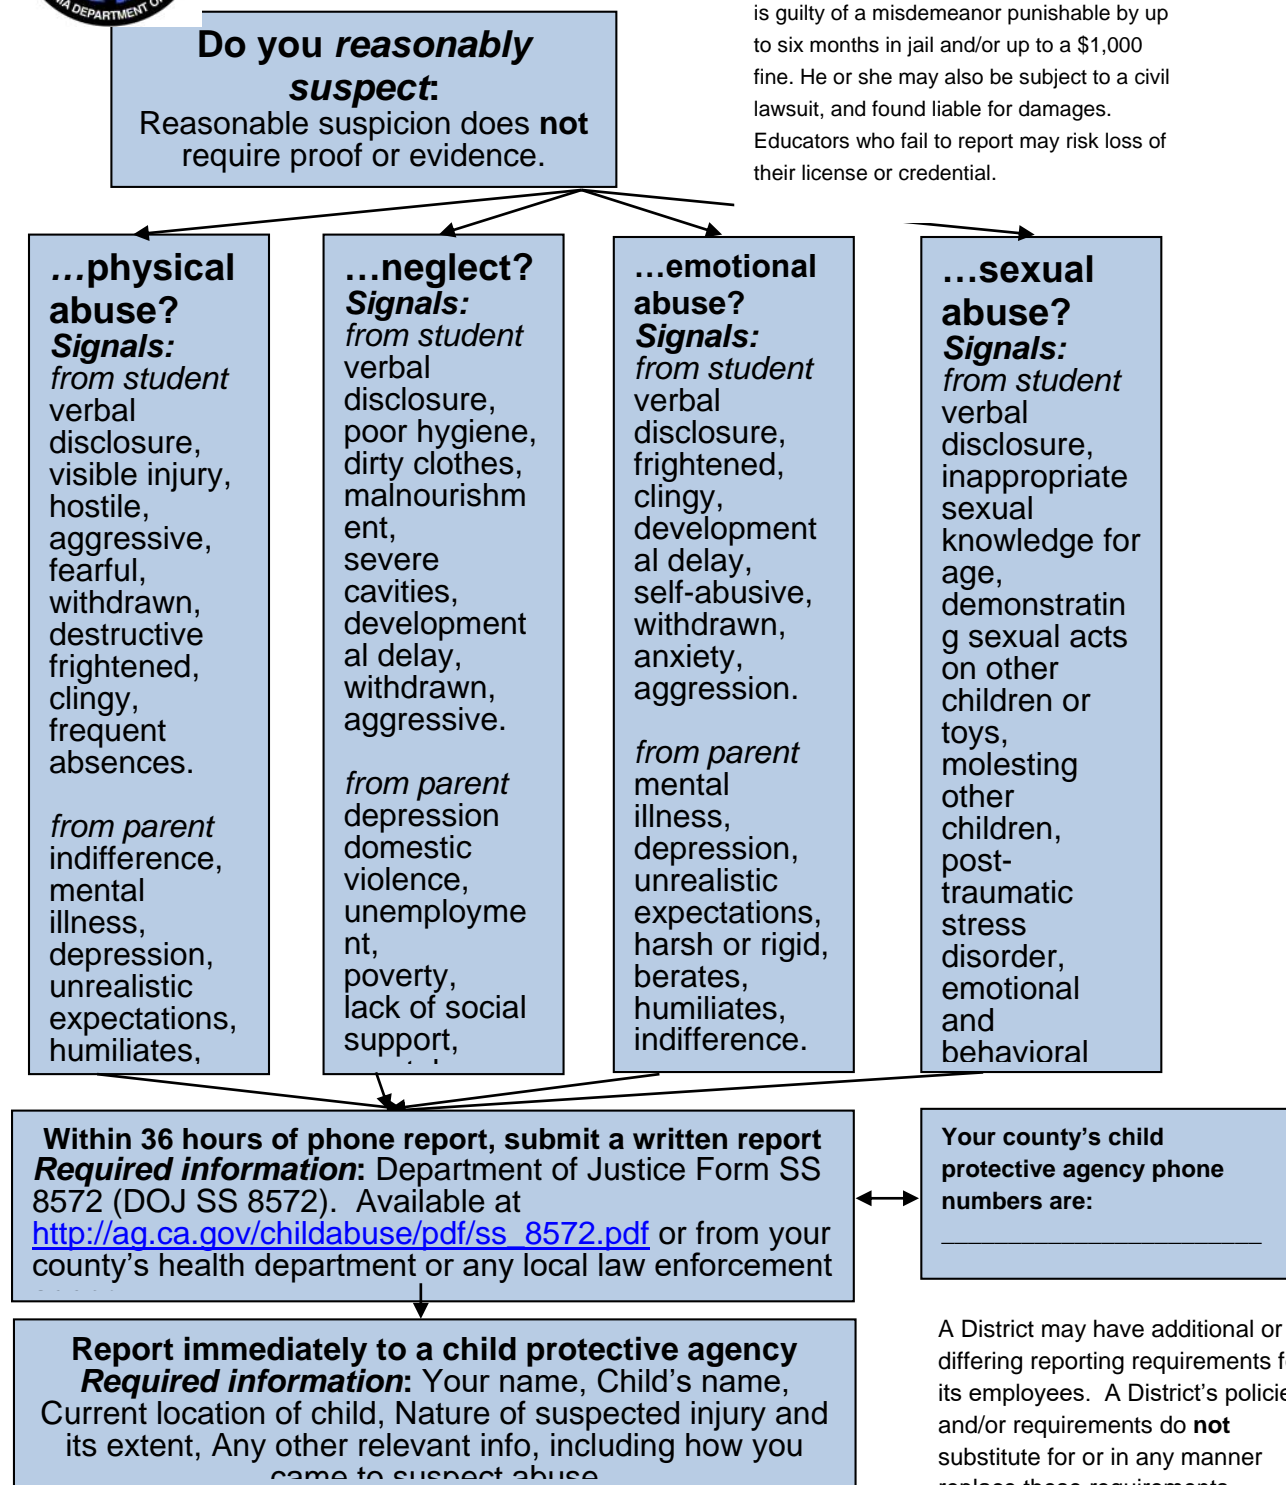 IA DEPARTMENT O
is guilty of a misdemeanor punishable by up
to six months in jail and/or up to a $1,000
fine. He or she may also be subject to a civil
lawsuit, and found liable for damages.
Educators who fail to report may risk loss of
their license or credential.
Do you reasonably
suspect:
Reasonable suspicion does not
require proof or evidence.
…physical
abuse?
Signals:
from student
verbal
disclosure,
visible injury,
hostile,
aggressive,
fearful,
withdrawn,
destructive
frightened,
clingy,
frequent
absences.
from parent
indifference,
mental
illness,
depression,
unrealistic
expectations,
humiliates,
…neglect?
Signals:
from student
verbal
disclosure,
poor hygiene,
dirty clothes,
malnourishm
ent,
severe
cavities,
development
al delay,
withdrawn,
aggressive.
from parent
depression
domestic
violence,
unemployme
nt,
poverty,
lack of social
support,
…emotional
abuse?
Signals:
from student
verbal
disclosure,
frightened,
clingy,
development
al delay,
self-abusive,
withdrawn,
anxiety,
aggression.
from parent
mental
illness,
depression,
unrealistic
expectations,
harsh or rigid,
berates,
humiliates,
indifference.
…sexual
abuse?
Signals:
from student
verbal
disclosure,
inappropriate
sexual
knowledge for
age,
demonstratin
g sexual acts
on other
children or
toys,
molesting
other
children,
post-
traumatic
stress
disorder,
emotional
and
behavioral
Within 36 hours of phone report, submit a written report
Required information: Department of Justice Form SS
8572 (DOJ SS 8572). Available at
http://ag.ca.gov/childabuse/pdf/ss_8572.pdf or from your
county's health department or any local law enforcement
Your county's child
protective agency phone
numbers are:
Report immediately to a child protective agency
Required information: Your name, Child's name,
Current location of child, Nature of suspected injury and
its extent, Any other relevant info, including how you
came to suspect abuse
A District may have additional or
differing reporting requirements f
its employees. A District's policie
and/or requirements do not
substitute for or in any manner
replace these requirements